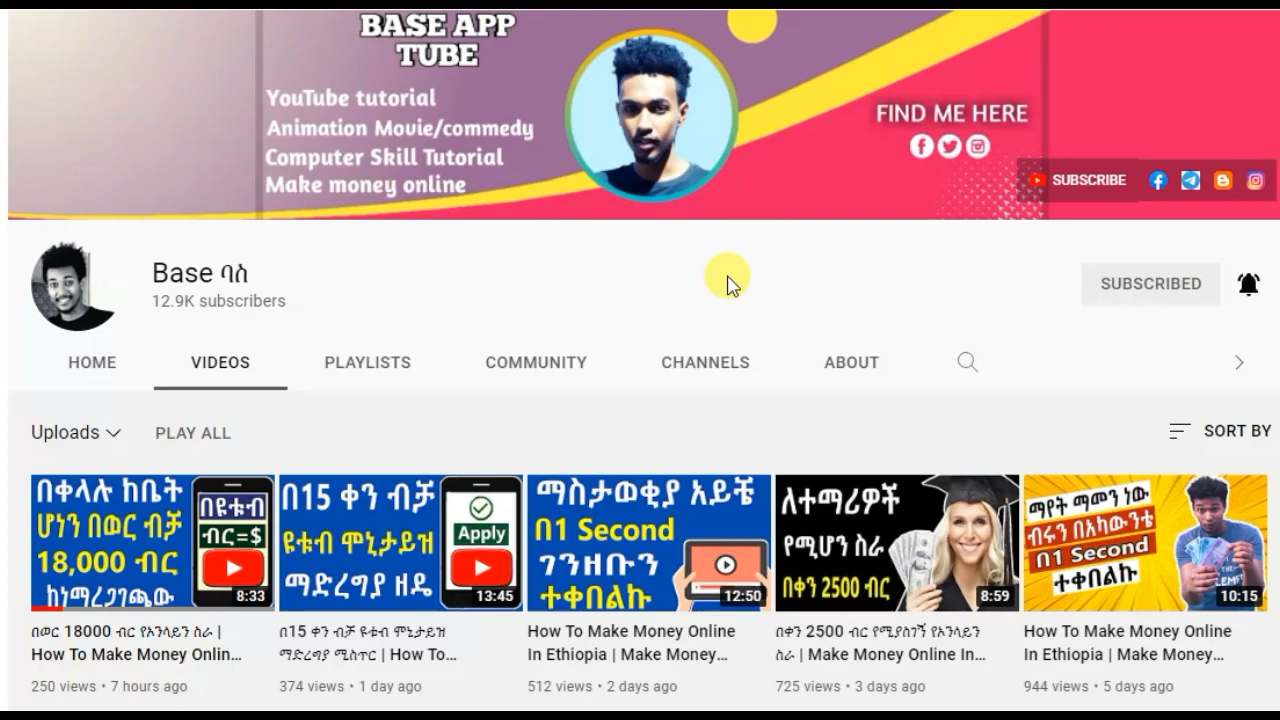 BASE APP
TUBE
YouTube tutorial
Animation Movie/commedy
Computer Skill Tutorial
Make money online
FIND ME HERE
SUBSCRIBE
Base ባስ
12.9K subscribers
SUBSCRIBED
HOME VIDEOS PLAYLISTS COMMUNITY CHANNELS ABOUT
Uploads PLAY ALL SORT BY
በቀላሉ ከቤት
ሆነን በወር ብቻ
18,000 ብር
ከነማረጋገጫው
በዩቱብ
ብር=$
8:33
በ15 ቀን ብቻ
ዩቱብ ሞኒታይዝ
ማድረግያ ዘዴ
Apply
13:45
ማስታወቂያ አይቼ
በ1 Second
ገንዘቡን
ተቀበልኩ
12:50
ለተማሪዎች
የሚሆን ስራ
በቀን 2500 ብር
8:59
ማየት ማመን ነው
ብሩን በአካውንቴ
በ1 Second
ተቀበልኩ
10:15
በወር 18000 ብር የኦንላይን ስራ |
How To Make Money Onlin...
250 views • 7 hours ago
በ15 ቀን ብቻ ዩቱብ ሞኒታይዝ
ማድረግያ ሚስጥር | How To...
374 views • 1 day ago
How To Make Money Online
In Ethiopia | Make Money...
512 views • 2 days ago
በቀን 2500 ብር የሚያስገኝ የኦንላይን
ስራ | Make Money Online In...
725 views • 3 days ago
How To Make Money Online
In Ethiopia | Make Money...
944 views • 5 days ago